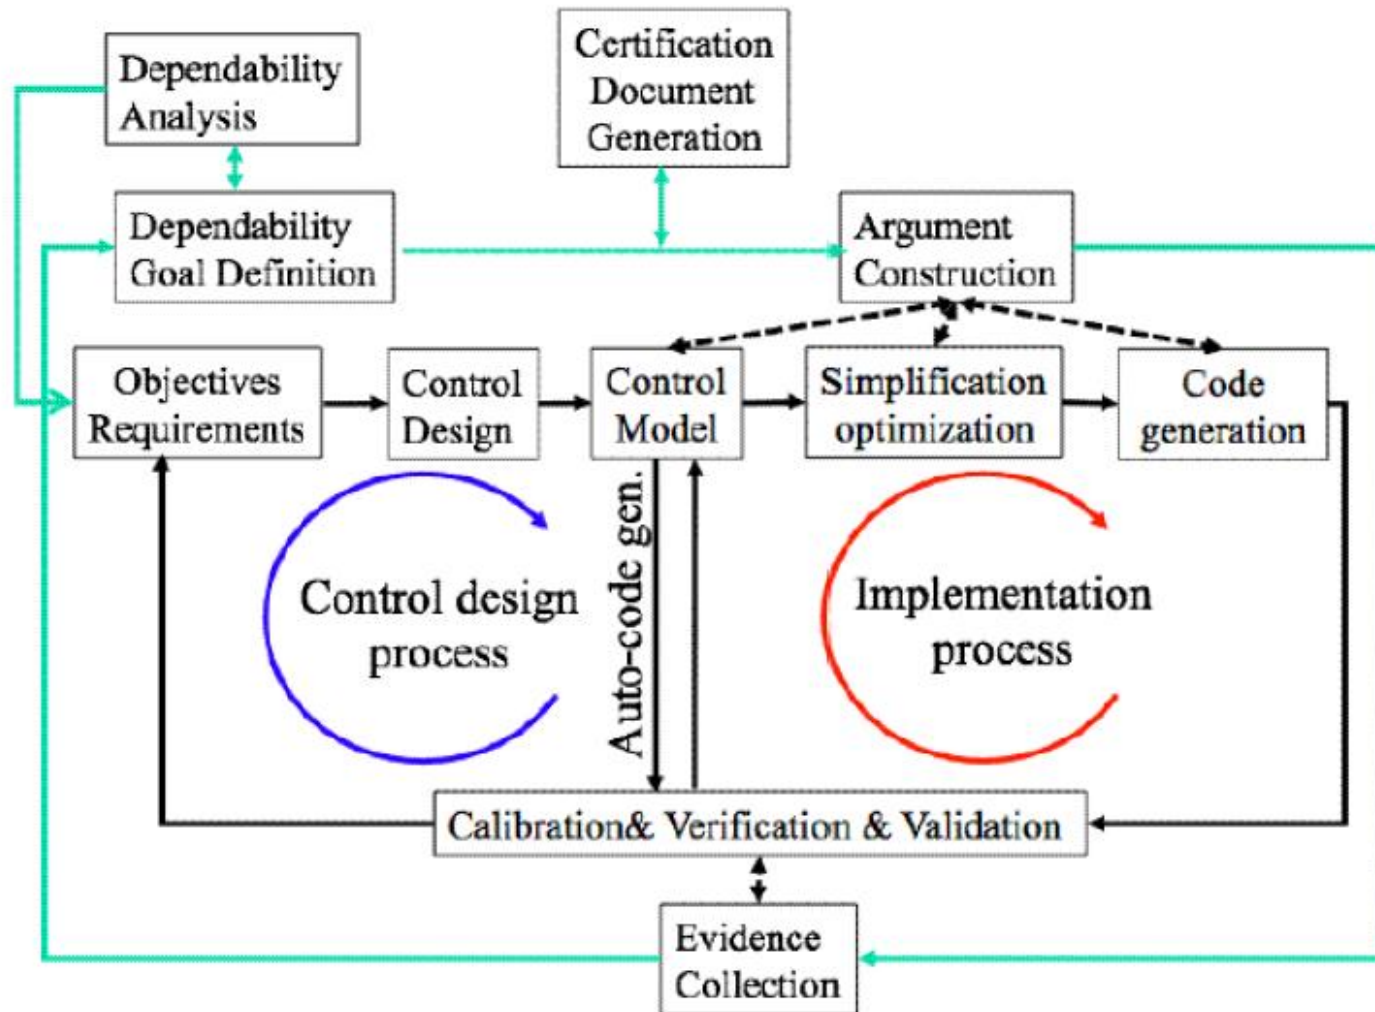 Dependability
Analysis
Certification
Document
Generation
Dependability
Goal Definition
Argument
Construction
Objectives
Requirements
Control
Design
Control
Model
Simplification
optimization
Code
generation
Control design
process
Auto-code gen.
Implementation
process
Calibration& Verification & Validation
Evidence
Collection